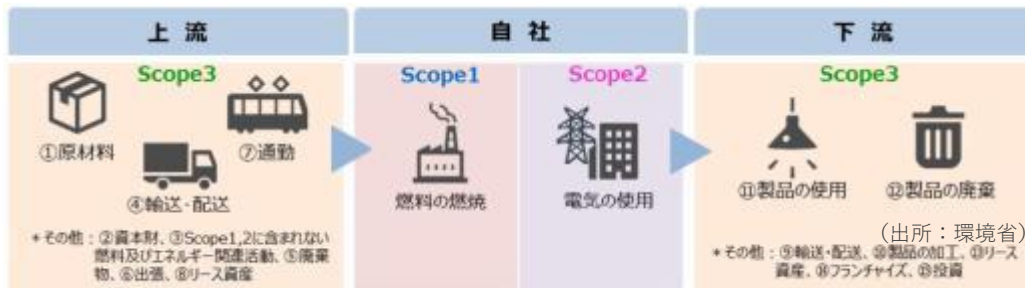 上 流
自 社
下 流
Scope3
Scope1
Scope2
Scope3
①原材料
⑦通勤
④輸送・配送
燃料の燃焼
電気の使用
⑪製品の使用
⑫製品の廃棄
(出所：環境省)
*その他：②資本財、③Scope1,2に含まれない
燃料及びエネルギー関連活動、⑤廃棄
物、⑥出張、⑧リース資産
*その他：⑨輸送・配送、⑩製品の加工、⑬リース
資産、⑭フランチャイズ、⑮投資